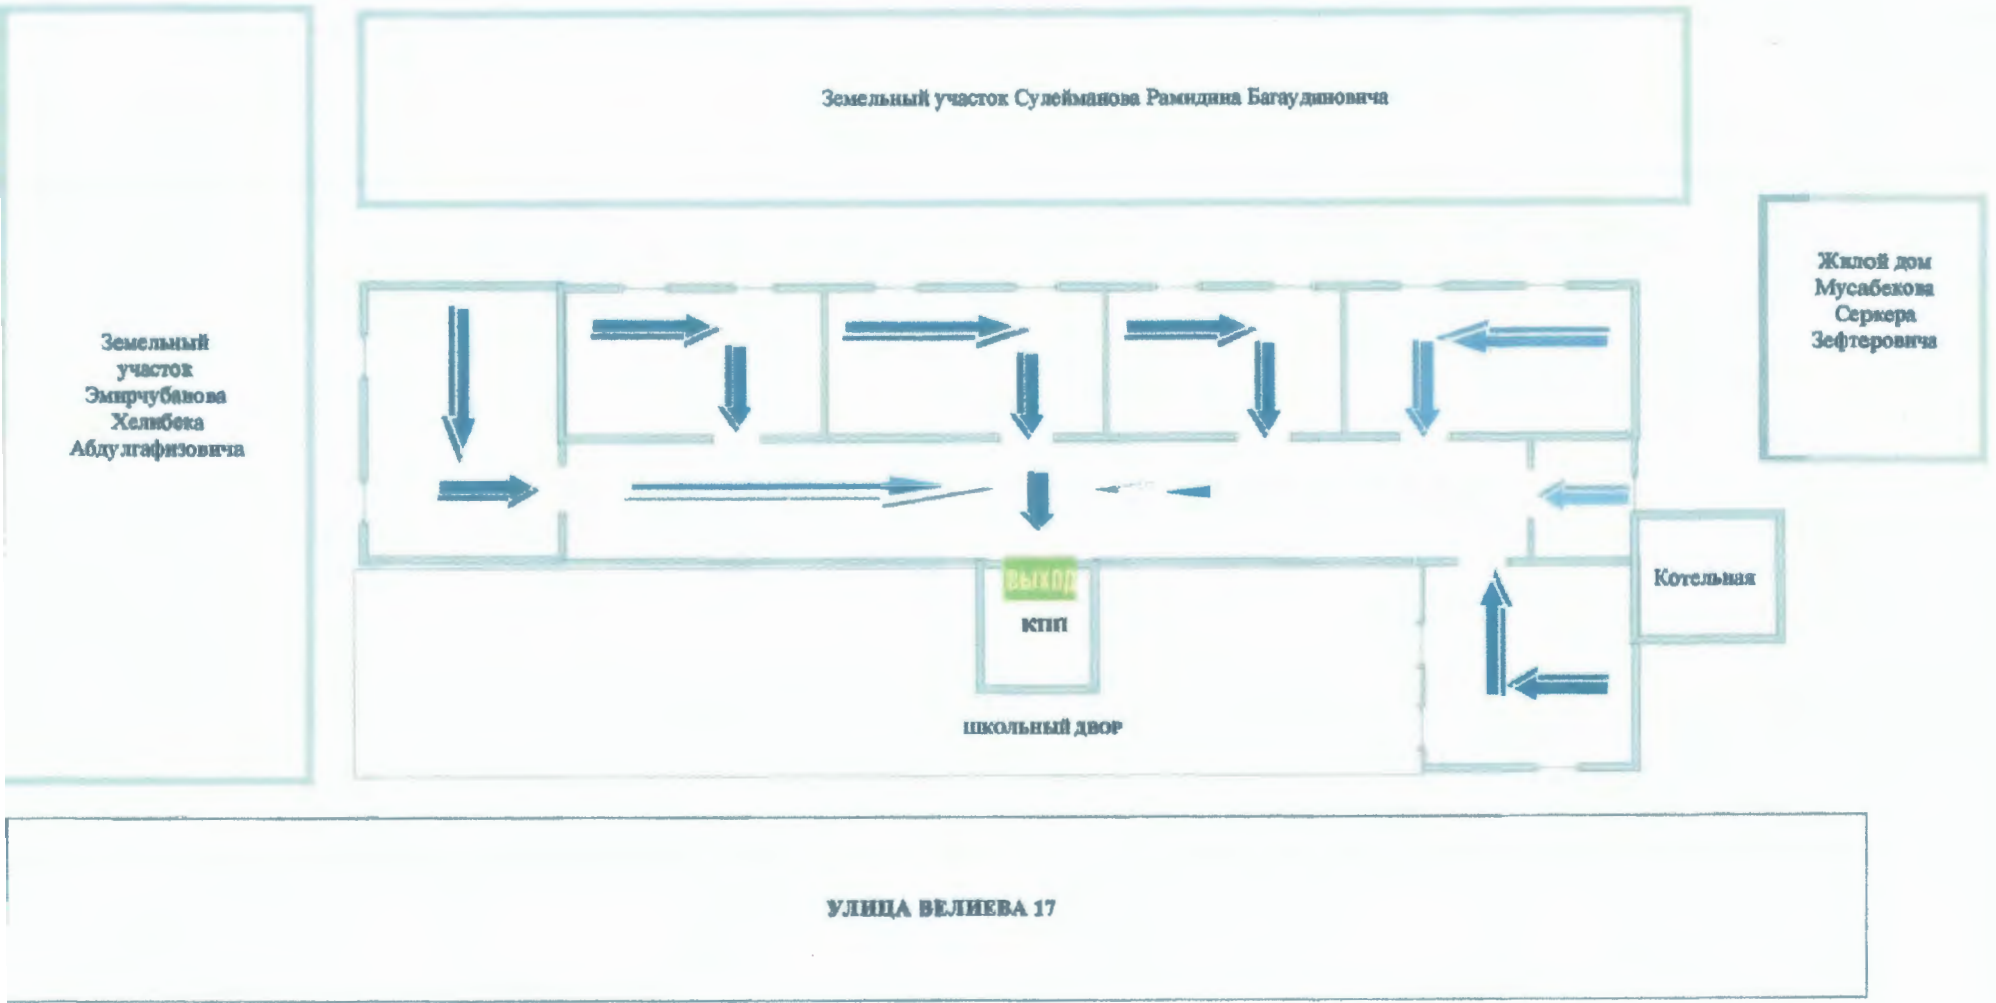 Земельный участок Сулейманова Рамидина Багаудиновича
Жилой дом
Мусабекова
Серкера
Зефтеровича
Земельный
участок
Эмирчубанова
Хелибека
Абдулгафизовича
ВЫХОД
КПП
Котельная
ШКОЛЬНЫЙ ДВОР
УЛИЦА ВЕЛИЕВА 17